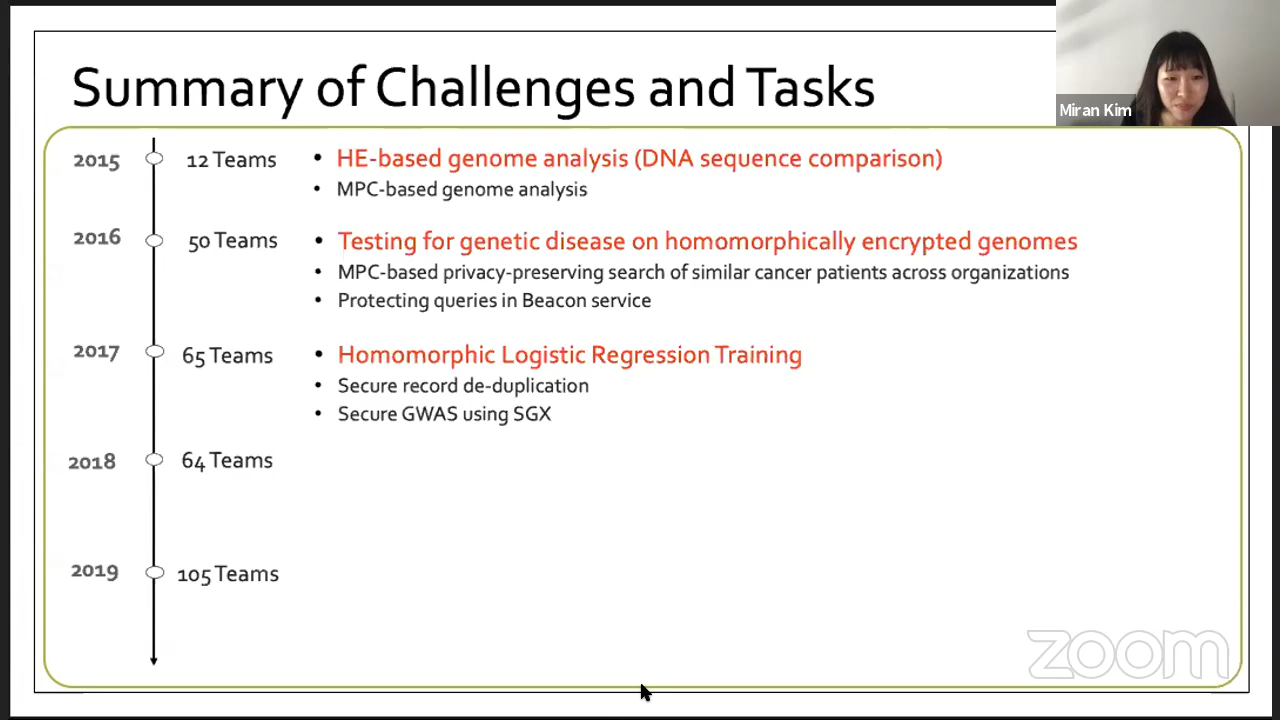 Summary of Challenges and Tasks
Miran Kim
2015 12 Teams • HE-based genome analysis (DNA sequence comparison)
• MPC-based genome analysis
2016 50 Teams • Testing for genetic disease on homomorphically encrypted genomes
• MPC-based privacy-preserving search of similar cancer patients across organizations
• Protecting queries in Beacon service
2017 65 Teams • Homomorphic Logistic Regression Training
• Secure record de-duplication
• Secure GWAS using SGX
2018 64 Teams
2019 105 Teams
zoom